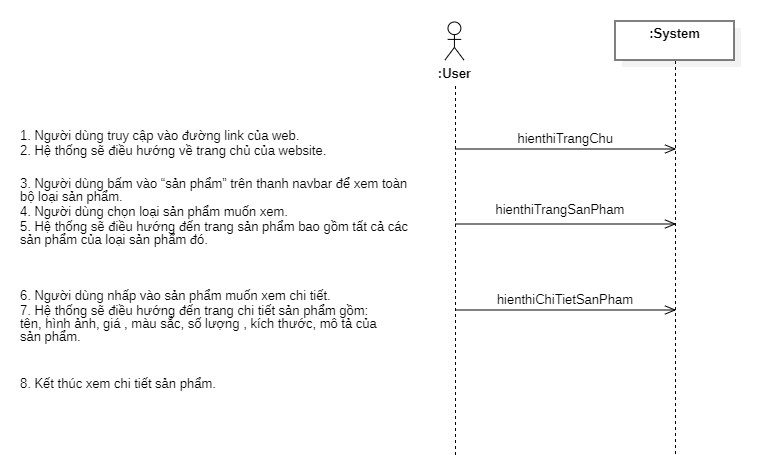 :System
:User
1. Người dùng truy cập vào đường link của web.
2. Hệ thống sẽ điều hướng về trang chủ của website.
hienthiTrangChu
3. Người dùng bấm vào “sản phẩm” trên thanh navbar để xem toàn
bộ loại sản phẩm.
4. Người dùng chọn loại sản phẩm muốn xem.
5. Hệ thống sẽ điều hướng đến trang sản phẩm bao gồm tất cả các
sản phẩm của loại sản phẩm đó.
hienthiTrangSanPham
6. Người dùng nhấp vào sản phẩm muốn xem chi tiết.
7. Hệ thống sẽ điều hướng đến trang chi tiết sản phẩm gồm:
tên, hình ảnh, giá , màu sắc, số lượng , kích thước, mô tả của
sản phẩm.
hienthiChiTietSanPham
8. Kết thúc xem chi tiết sản phẩm.